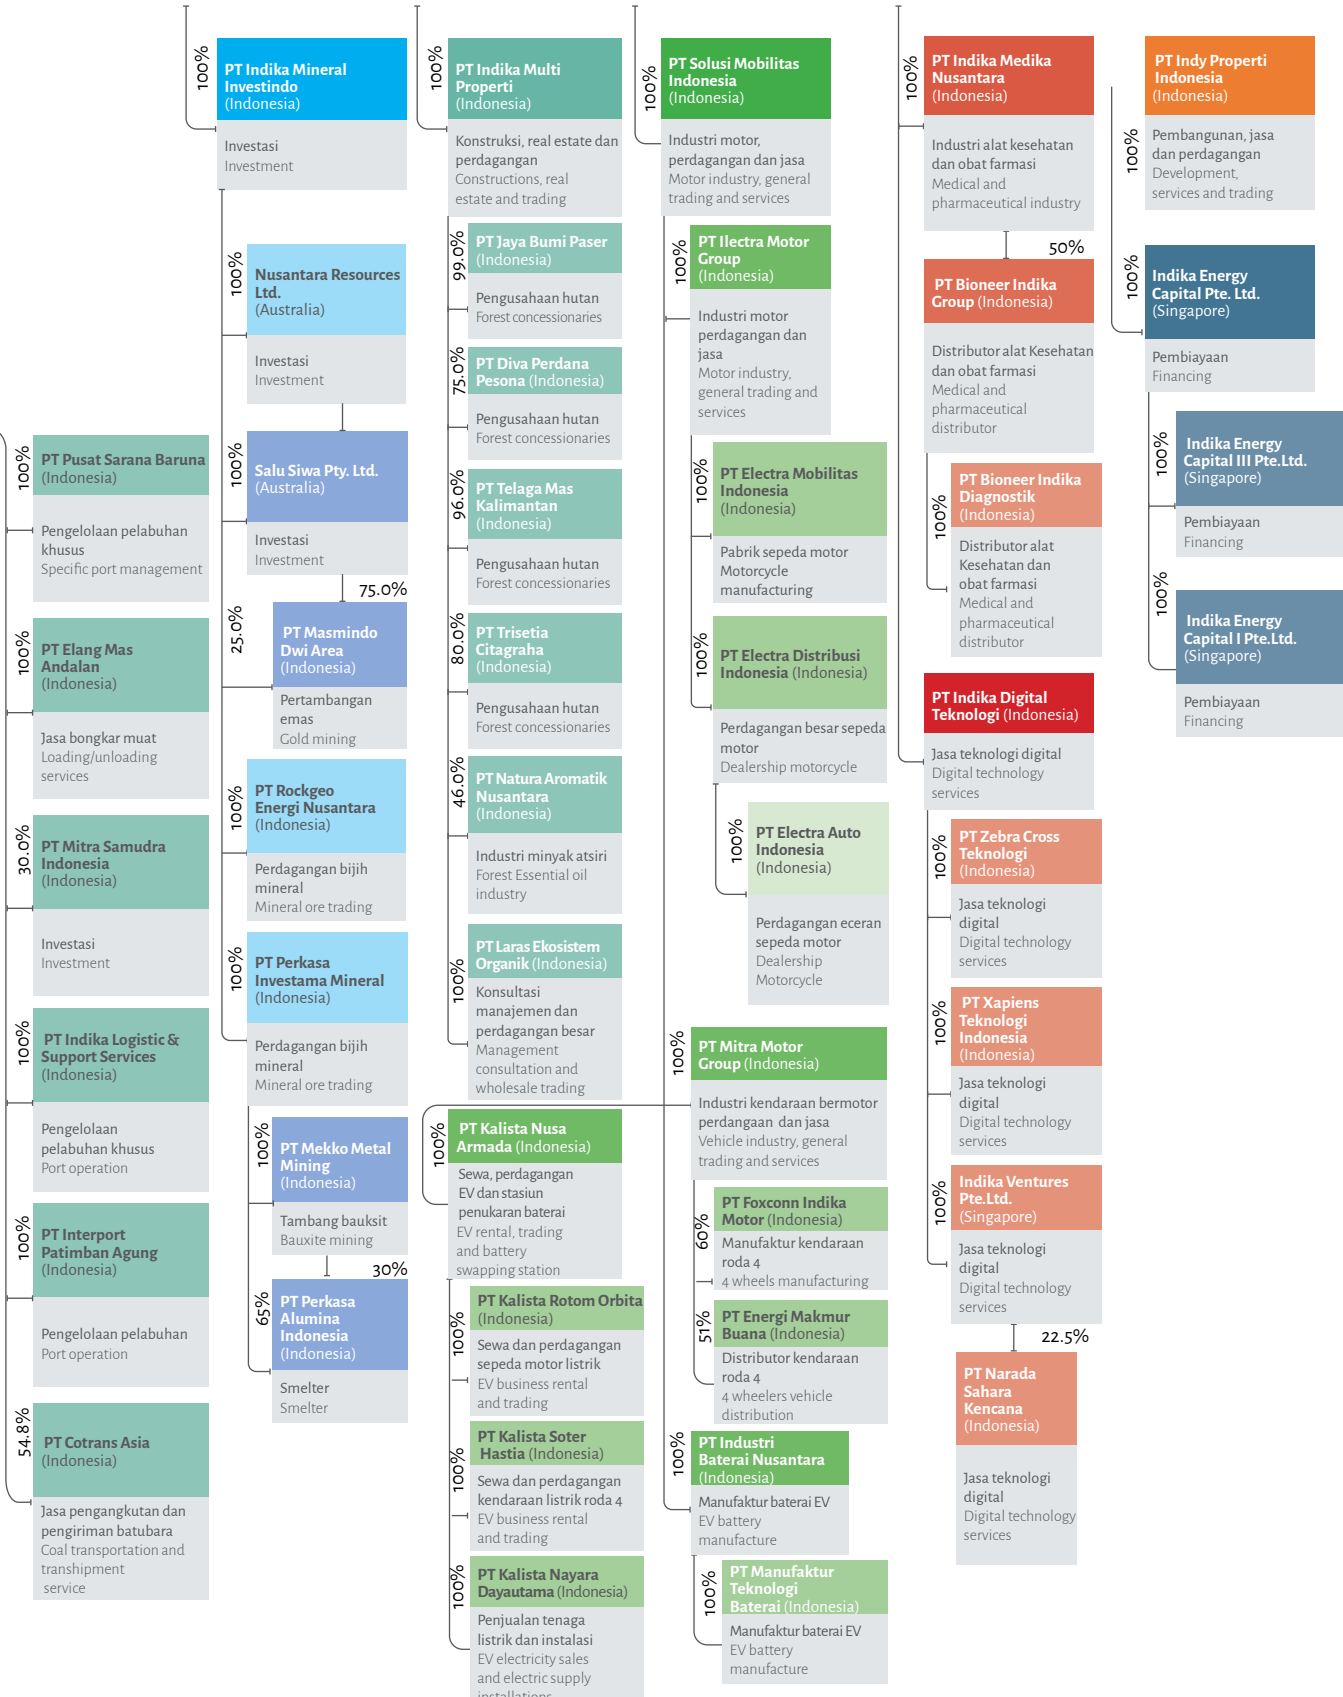 100%
PT Pusat Sarana Baruna
(Indonesia)
Pengelolaan pelabuhan
khusus
Specific port management
100%
PT Elang Mas
Andalan
(Indonesia)
Jasa bongkar muat
Loading/unloading
services
30.0%
PT Mitra Samudra
Indonesia
(Indonesia)
Investasi
Investment
100%
PT Indika Logistic &
Support Services
(Indonesia)
Pengelolaan
pelabuhan khusus
Port operation
100%
PT Interport
Patimban Agung
(Indonesia)
Pengelolaan pelabuhan
Port operation
54.8%
PT Cotrans Asia
(Indonesia)
Jasa pengangkutan dan
pengiriman batubara
Coal transportation and
transhipment
service
100%
PT Indika Mineral
Investindo
(Indonesia)
Investasi
Investment
100%
Nusantara Resources
Ltd.
(Australia)
Investasi
Investment
100%
Salu Siwa Pty. Ltd.
(Australia)
Investasi
Investment
75.0%
25.0%
PT Masmindo
Dwi Area
(Indonesia)
Pertambangan
emas
Gold mining
100%
PT Rockgeo
Energi Nusantara
(Indonesia)
Perdagangan bijih
mineral
Mineral ore trading
100%
PT Perkasa
Investama Mineral
(Indonesia)
Perdagangan bijih
mineral
Mineral ore trading
100%
PT Mekko Metal
Mining
(Indonesia)
Tambang bauksit
Bauxite mining
30%
65%
PT Perkasa
Alumina
Indonesia
(Indonesia)
Smelter
Smelter
100%
PT Indika Multi
Properti
(Indonesia)
Konstruksi, real estate dan
perdagangan
Constructions, real
estate and trading
99.0%
PT Jaya Bumi Paser
(Indonesia)
Pengusahaan hutan
Forest concessionaries
75.0%
PT Diva Perdana
Pesona (Indonesia)
Pengusahaan hutan
Forest concessionaries
96.0%
PT Telaga Mas
Kalimantan
(Indonesia)
Pengusahaan hutan
Forest concessionaries
80.0%
PT Trisetia
Citagraha
(Indonesia)
Pengusahaan hutan
Forest concessionaries
46.0%
PT Natura Aromatik
Nusantara
(Indonesia)
Industri minyak atsiri
Forest Essential oil
industry
100%
PT Laras Ekosistem
Organik (Indonesia)
Konsultasi
manajemen dan
perdagangan besar
Management
consultation and
wholesale trading
100%
PT Kalista Nusa
Armada (Indonesia)
Sewa, perdagangan
EV dan stasiun
penukaran baterai
EV rental, trading
and battery
swapping station
100%
PT Kalista Rotom Orbita
(Indonesia)
Sewa dan perdagangan
sepeda motor listrik
EV business rental
and trading
100%
PT Kalista Soter
Hastia (Indonesia)
Sewa dan perdagangan
kendaraan listrik roda 4
EV business rental
and trading
100%
PT Kalista Nayara
Dayautama (Indonesia)
Penjualan tenaga
listrik dan instalasi
EV electricity sales
and electric supply
installations
100%
PT Solusi Mobilitas
Indonesia
(Indonesia)
Industri motor,
perdagangan dan jasa
Motor industry, general
trading and services
100%
PT Ilectra Motor
Group
(Indonesia)
Industri motor
perdagangan dan
jasa
Motor industry,
general trading and
services
100%
PT Electra Mobilitas
Indonesia
(Indonesia)
Pabrik sepeda motor
Motorcycle
manufacturing
100%
PT Electra Distribusi
Indonesia (Indonesia)
Perdagangan besar sepeda
motor
Dealership motorcycle
100%
PT Electra Auto
Indonesia
(Indonesia)
Perdagangan eceran
sepeda motor
Dealership
Motorcycle
100%
PT Mitra Motor
Group (Indonesia)
Industri kendaraan bermotor
perdangaan dan jasa
Vehicle industry, general
trading and services
60%
PT Foxconn Indika
Motor (Indonesia)
Manufaktur kendaraan
roda 4
4 wheels manufacturing
51%
PT Energi Makmur
Buana (Indonesia)
Distributor kendaraan
roda 4
4 wheelers vehicle
distribution
100%
PT Industri
Baterai Nusantara
(Indonesia)
Manufaktur baterai EV
EV battery
manufacture
100%
PT Manufaktur
Teknologi
Baterai (Indonesia)
Manufaktur baterai EV
EV battery
manufacture
100%
PT Indika Medika
Nusantara
(Indonesia)
Industri alat kesehatan
dan obat farmasi
Medical and
pharmaceutical industry
50%
PT Bioneer Indika
Group (Indonesia)
Distributor alat Kesehatan
dan obat farmasi
Medical and
pharmaceutical
distributor
100%
PT Bioneer Indika
Diagnostik
(Indonesia)
Distributor alat
Kesehatan dan
obat farmasi
Medical and
pharmaceutical
distributor
PT Indika Digital
Teknologi (Indonesia)
Jasa teknologi digital
Digital technology
services
100%
PT Zebra Cross
Teknologi
(Indonesia)
Jasa teknologi
digital
Digital technology
services
100%
PT Xapiens
Teknologi
Indonesia
(Indonesia)
Jasa teknologi
digital
Digital technology
services
100%
Indika Ventures
Pte.Ltd.
(Singapore)
Jasa teknologi
digital
Digital technology
services
22.5%
PT Narada
Sahara
Kencana
(Indonesia)
Jasa teknologi
digital
Digital technology
services
100%
PT Indy Properti
Indonesia
(Indonesia)
Pembangunan, jasa
dan perdagangan
Development,
services and trading
100%
Indika Energy
Capital Pte. Ltd.
(Singapore)
Pembiayaan
Financing
100%
Indika Energy
Capital III Pte.Ltd.
(Singapore)
Pembiayaan
Financing
100%
Indika Energy
Capital I Pte.Ltd.
(Singapore)
Pembiayaan
Financing